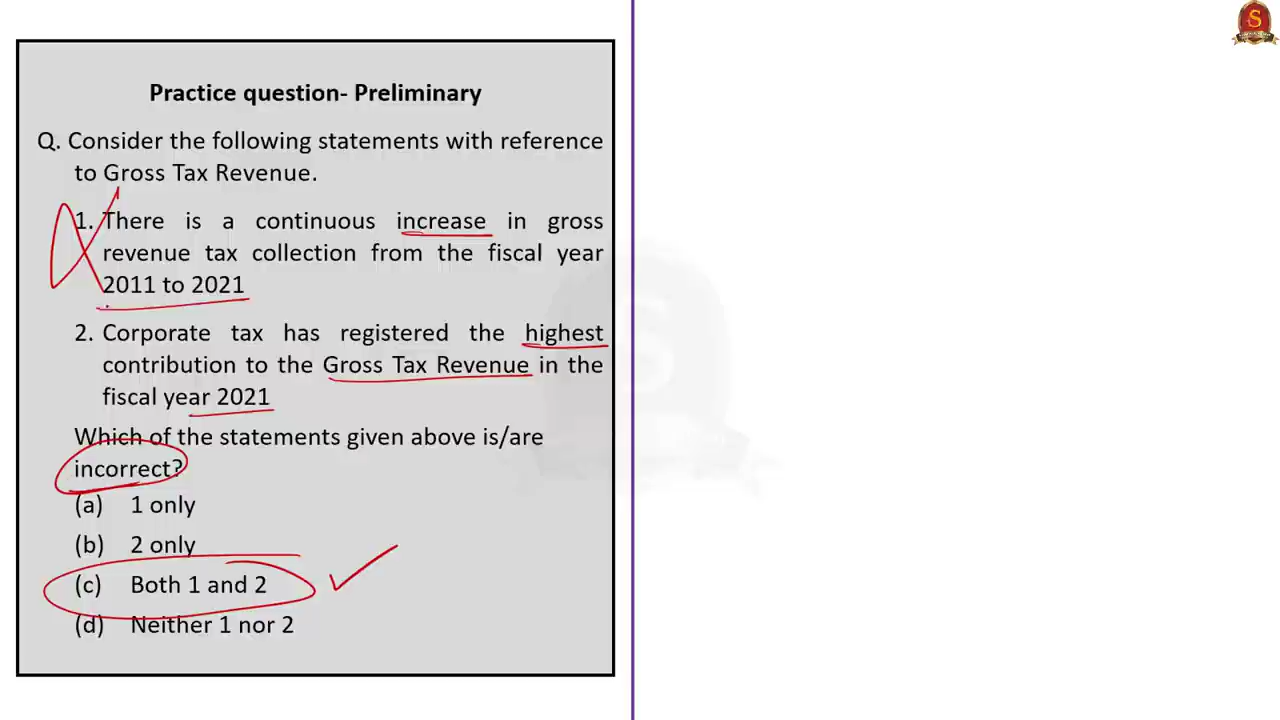 S
Practice question- Preliminary
Q. Consider the following statements with reference
to Gross Tax Revenue.
1. There is a continuous increase in gross
revenue tax collection from the fiscal year
2011 to 2021
2. Corporate tax has registered the highest
contribution to the Gross Tax Revenue in the
fiscal year 2021
Which of the statements given above is/are
incorrect?
(a) 1 only
(b) 2 only
(c) Both 1 and 2
(d) Neither 1 nor 2